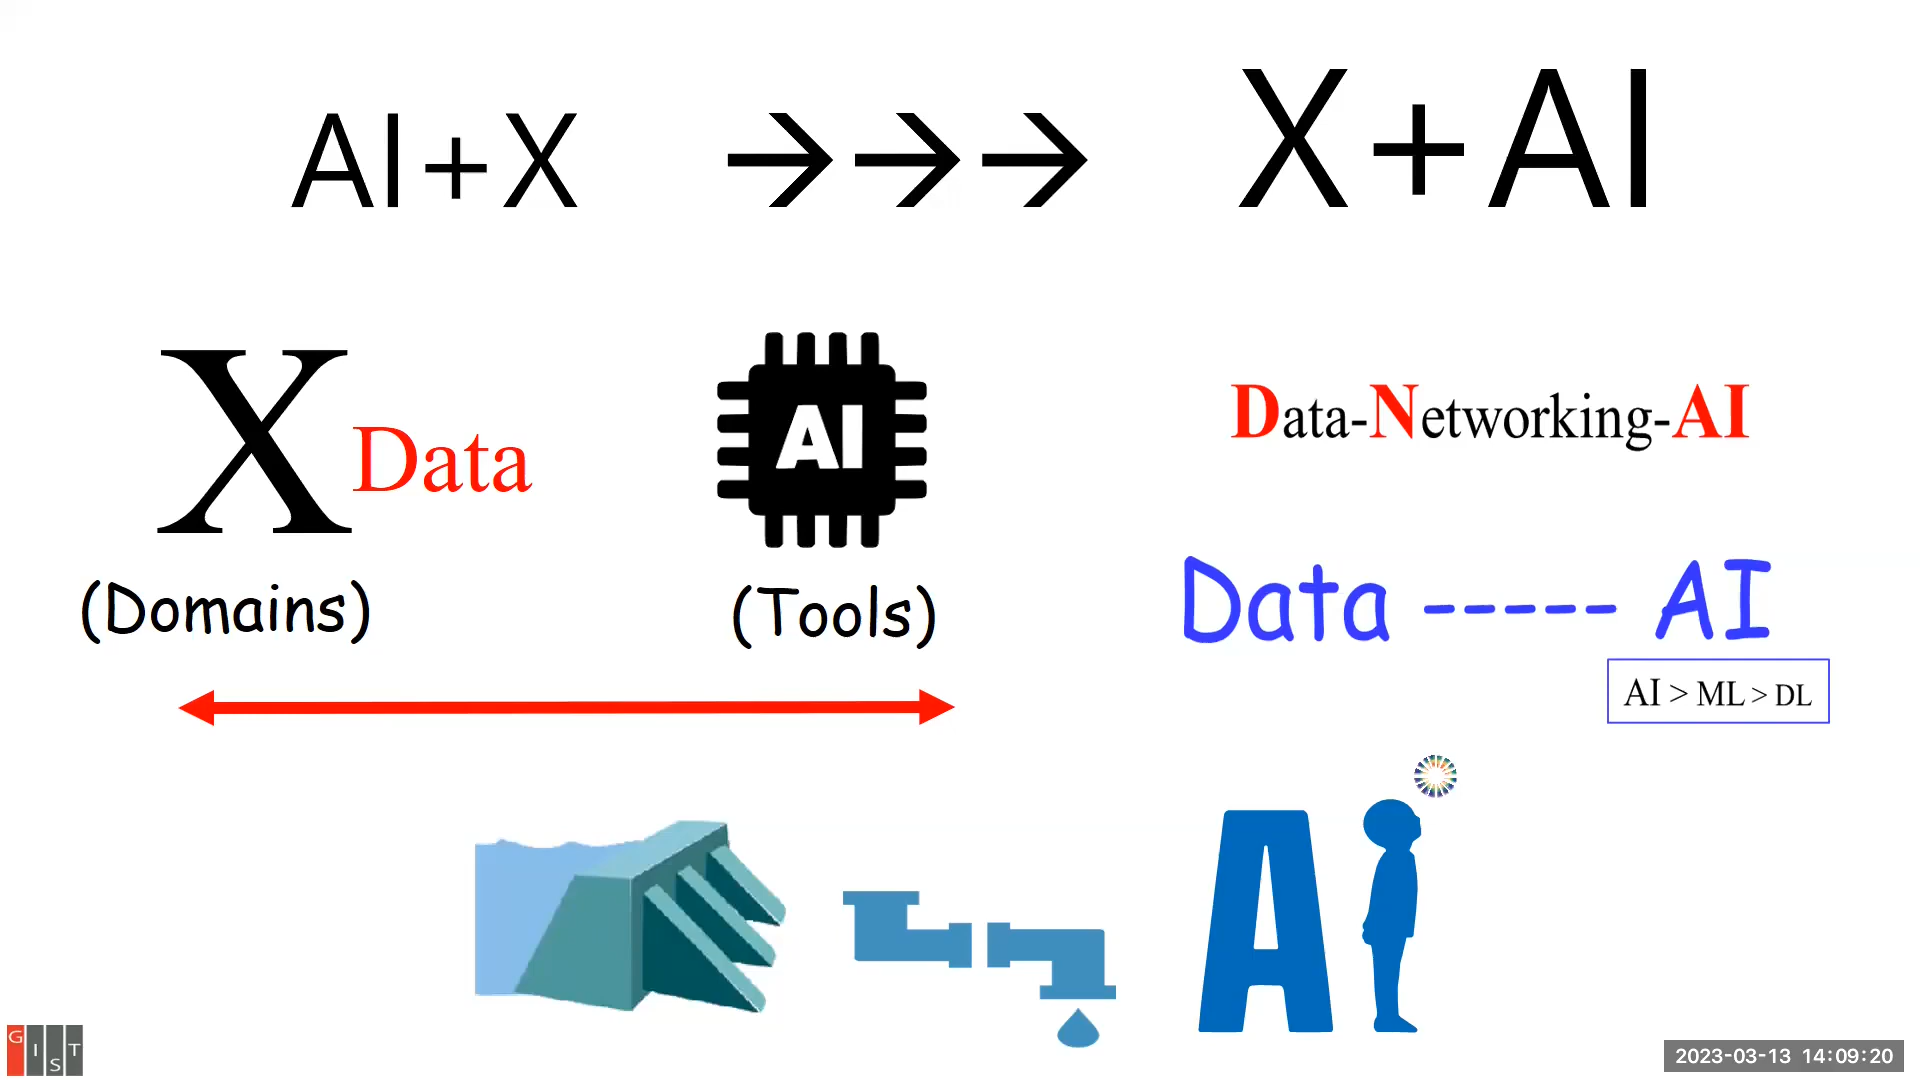 AI+X →→→ X+AI
X Data
AI
Data-Networking-AI
(Domains)
(Tools)
Data ----- AI
AI > ML > DL
Ai
GIST
2023-03-13 14:09:20